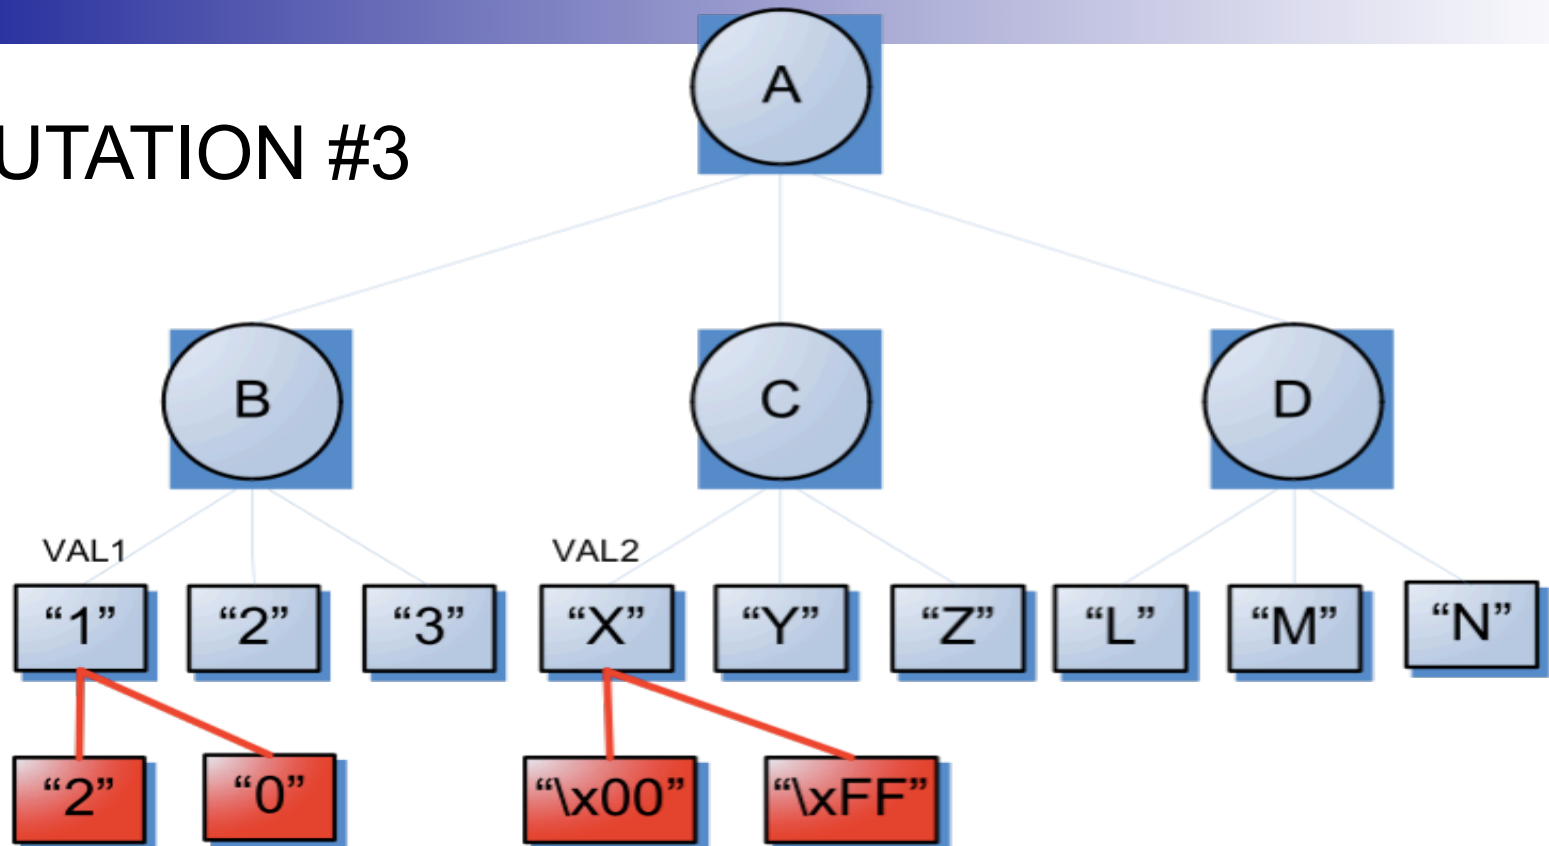 A
UTATION #3
B
C
D
VAL1
VAL2
“1” “2” “3” “X” “Y” “Z” “L” “M” “N”
“2” “0” “\x00” “\xFF”